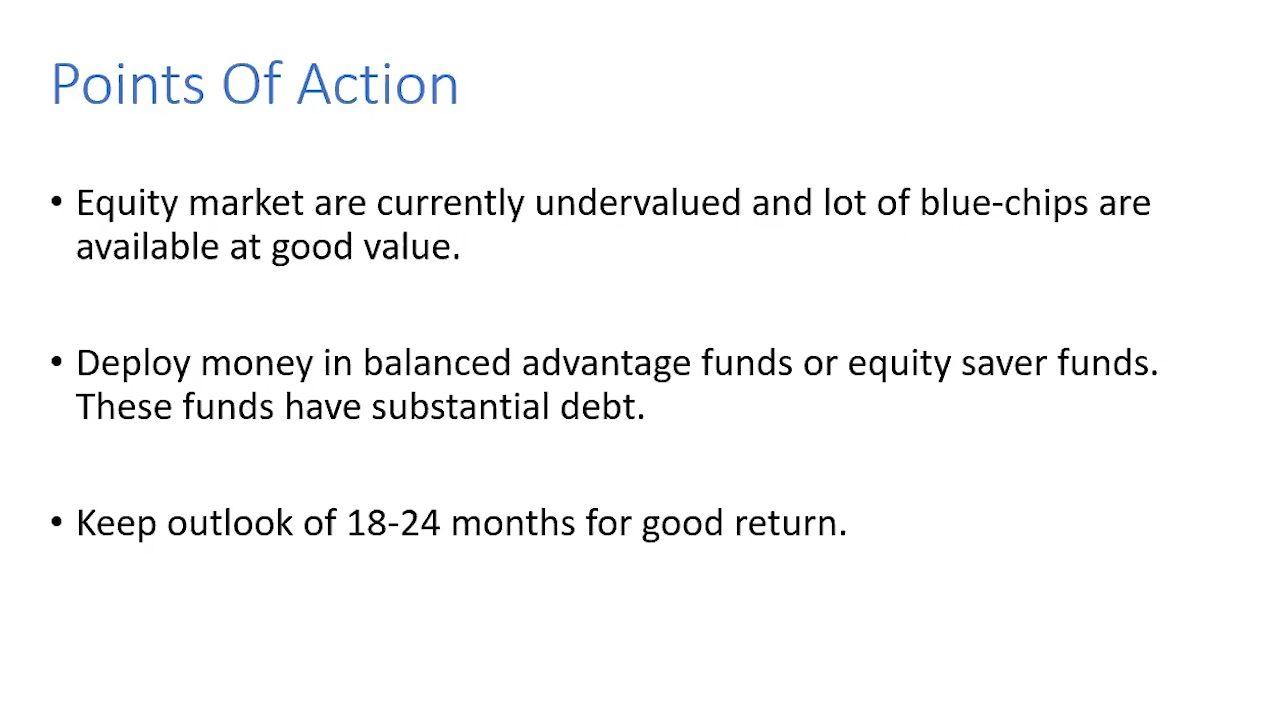 Points Of Action
• Equity market are currently undervalued and lot of blue-chips are
available at good value.
• Deploy money in balanced advantage funds or equity saver funds.
These funds have substantial debt.
• Keep outlook of 18-24 months for good return.